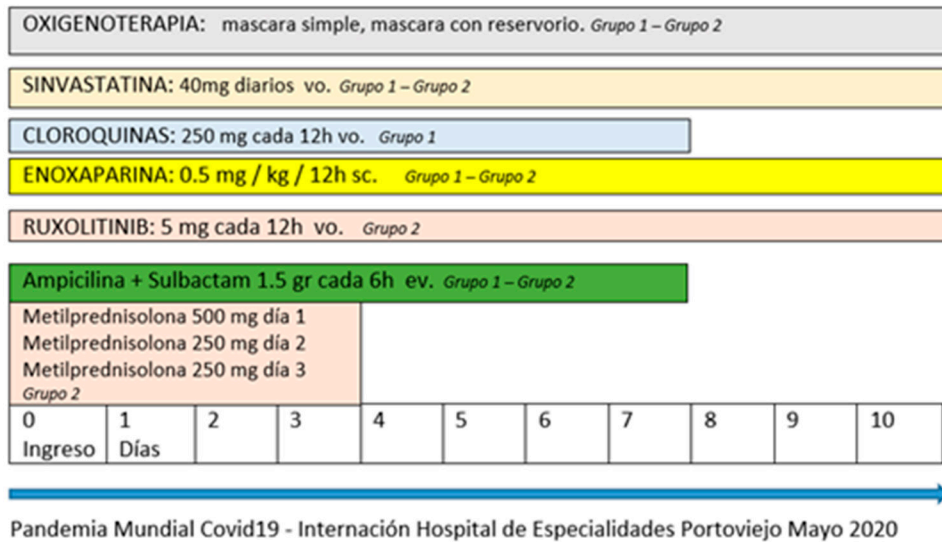 OXIGENOTERAPIA: mascara simple, mascara con reservorio. Grupo 1 – Grupo 2
SINVASTATINA: 40mg diarios vo. Grupo 1 – Grupo 2
CLOROQUINAS: 250 mg cada 12h vo. Grupo 1
ENOXAPARINA: 0.5 mg / kg / 12h sc. Grupo 1 – Grupo 2
RUXOLITINIB: 5 mg cada 12h vo. Grupo 2
Ampicilina + Sulbactam 1.5 gr cada 6h ev. Grupo 1 – Grupo 2
Metilprednisolona 500 mg día 1
Metilprednisolona 250 mg día 2
Metilprednisolona 250 mg día 3
Grupo 2
0 1 2 3 4 5 6 7 8 9 10
Ingreso Días
Pandemia Mundial Covid19 - Internación Hospital de Especialidades Portoviejo Mayo 2020